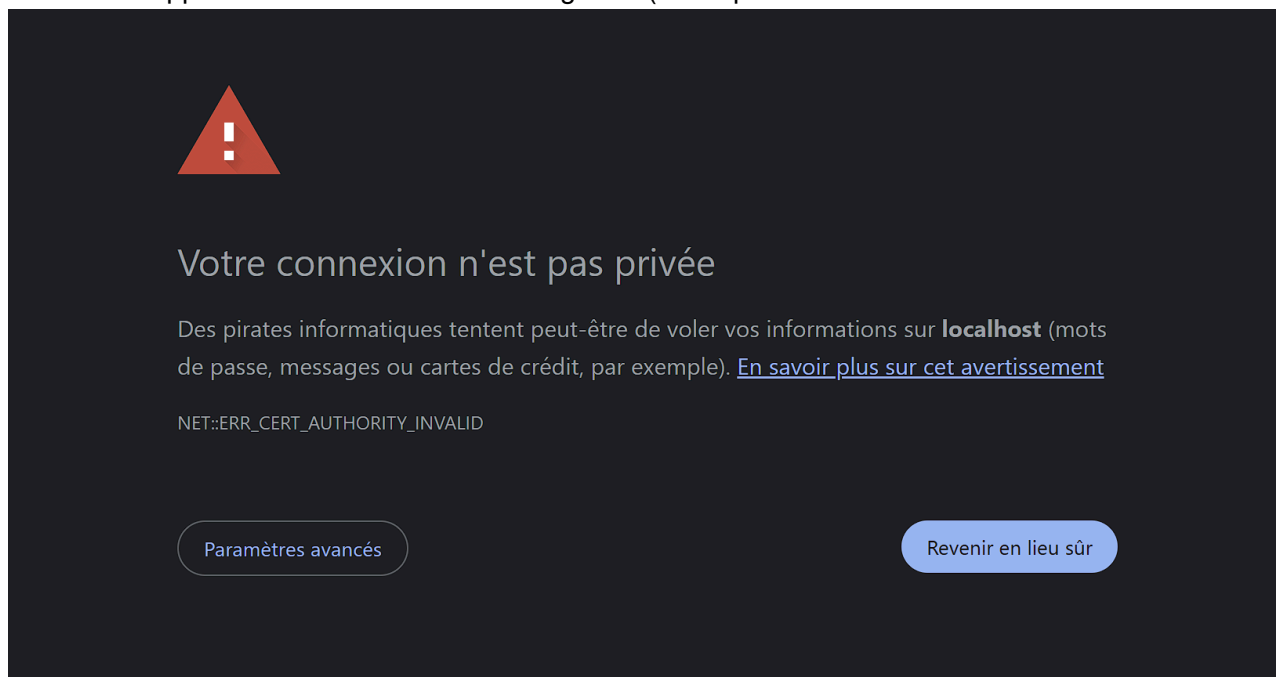 Votre connexion n'est pas privée
Des pirates informatiques tentent peut-être de voler vos informations sur localhost (mots
de passe, messages ou cartes de crédit, par exemple). En savoir plus sur cet avertissement
NET::ERR_CERT_AUTHORITY_INVALID
Paramètres avancés
Revenir en lieu sûr